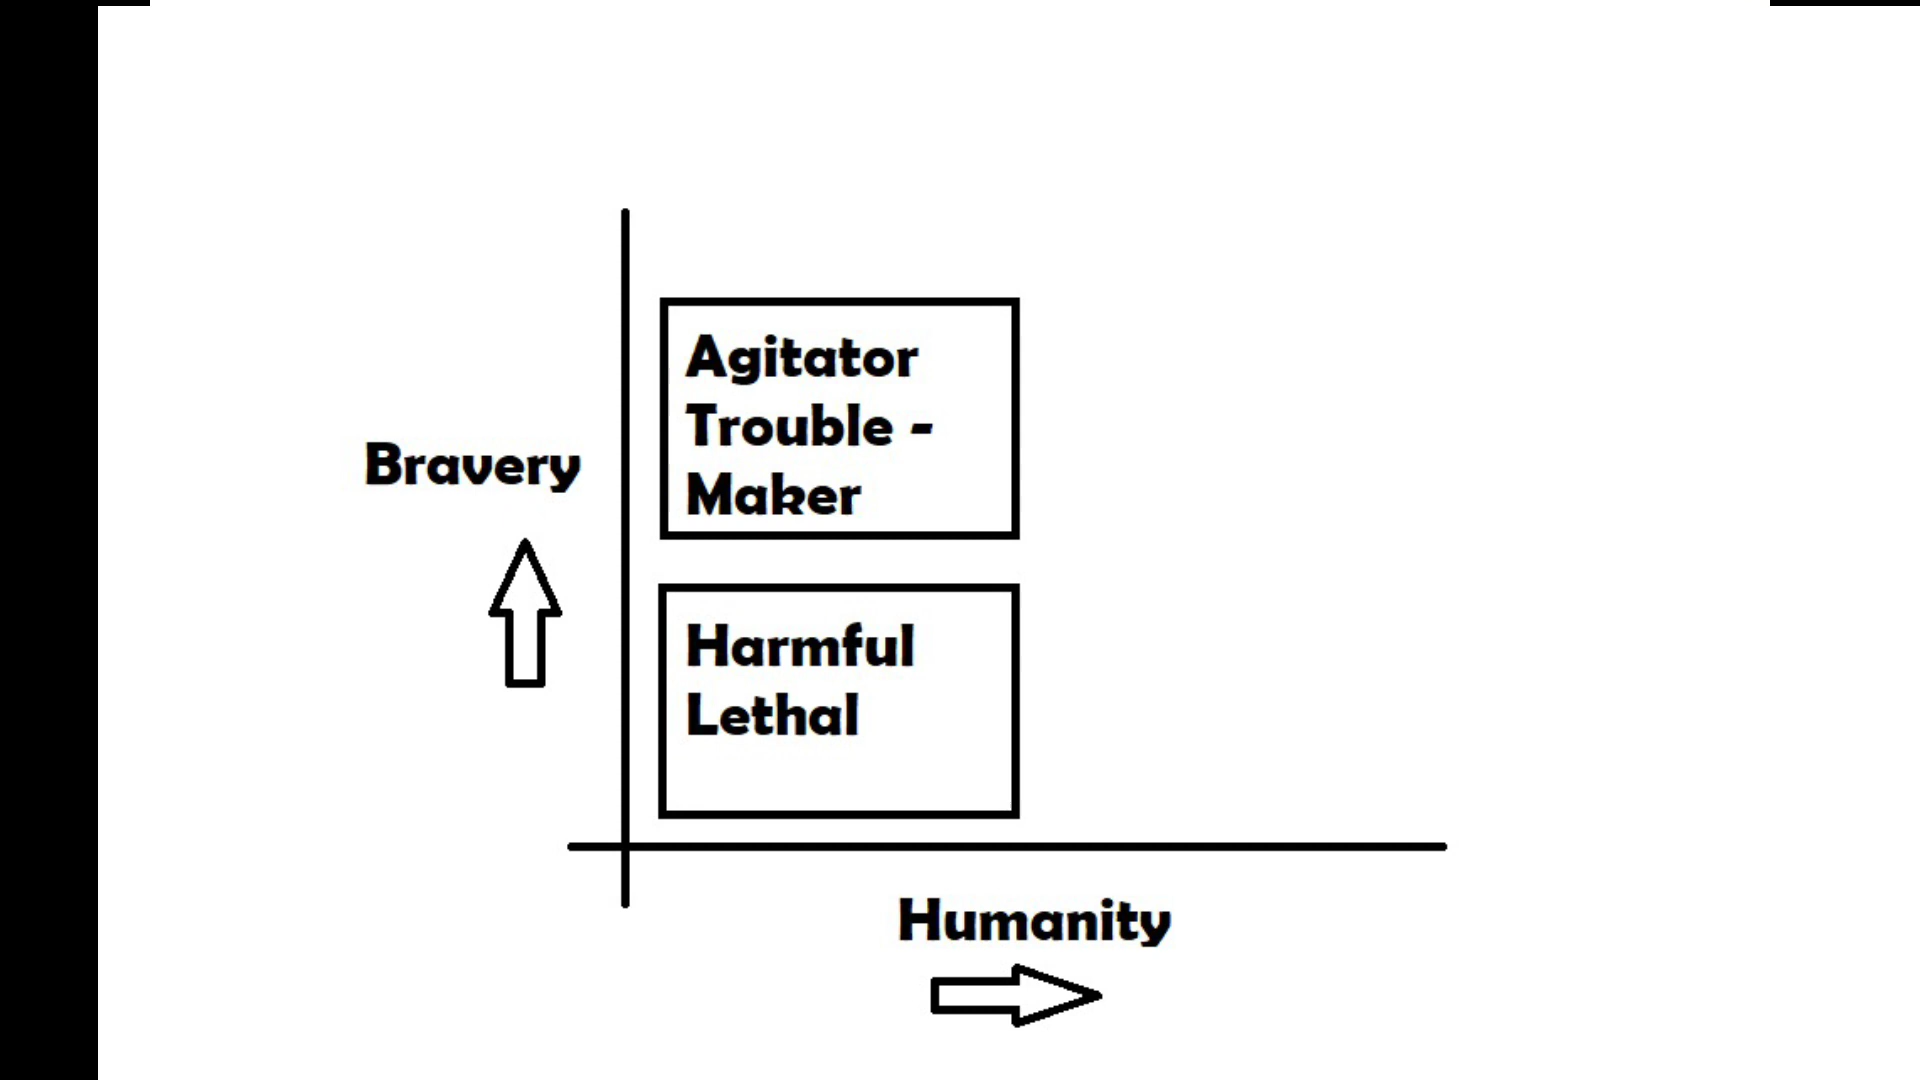 Agitator
Trouble -
Maker
Bravery
Harmful
Lethal
Humanity